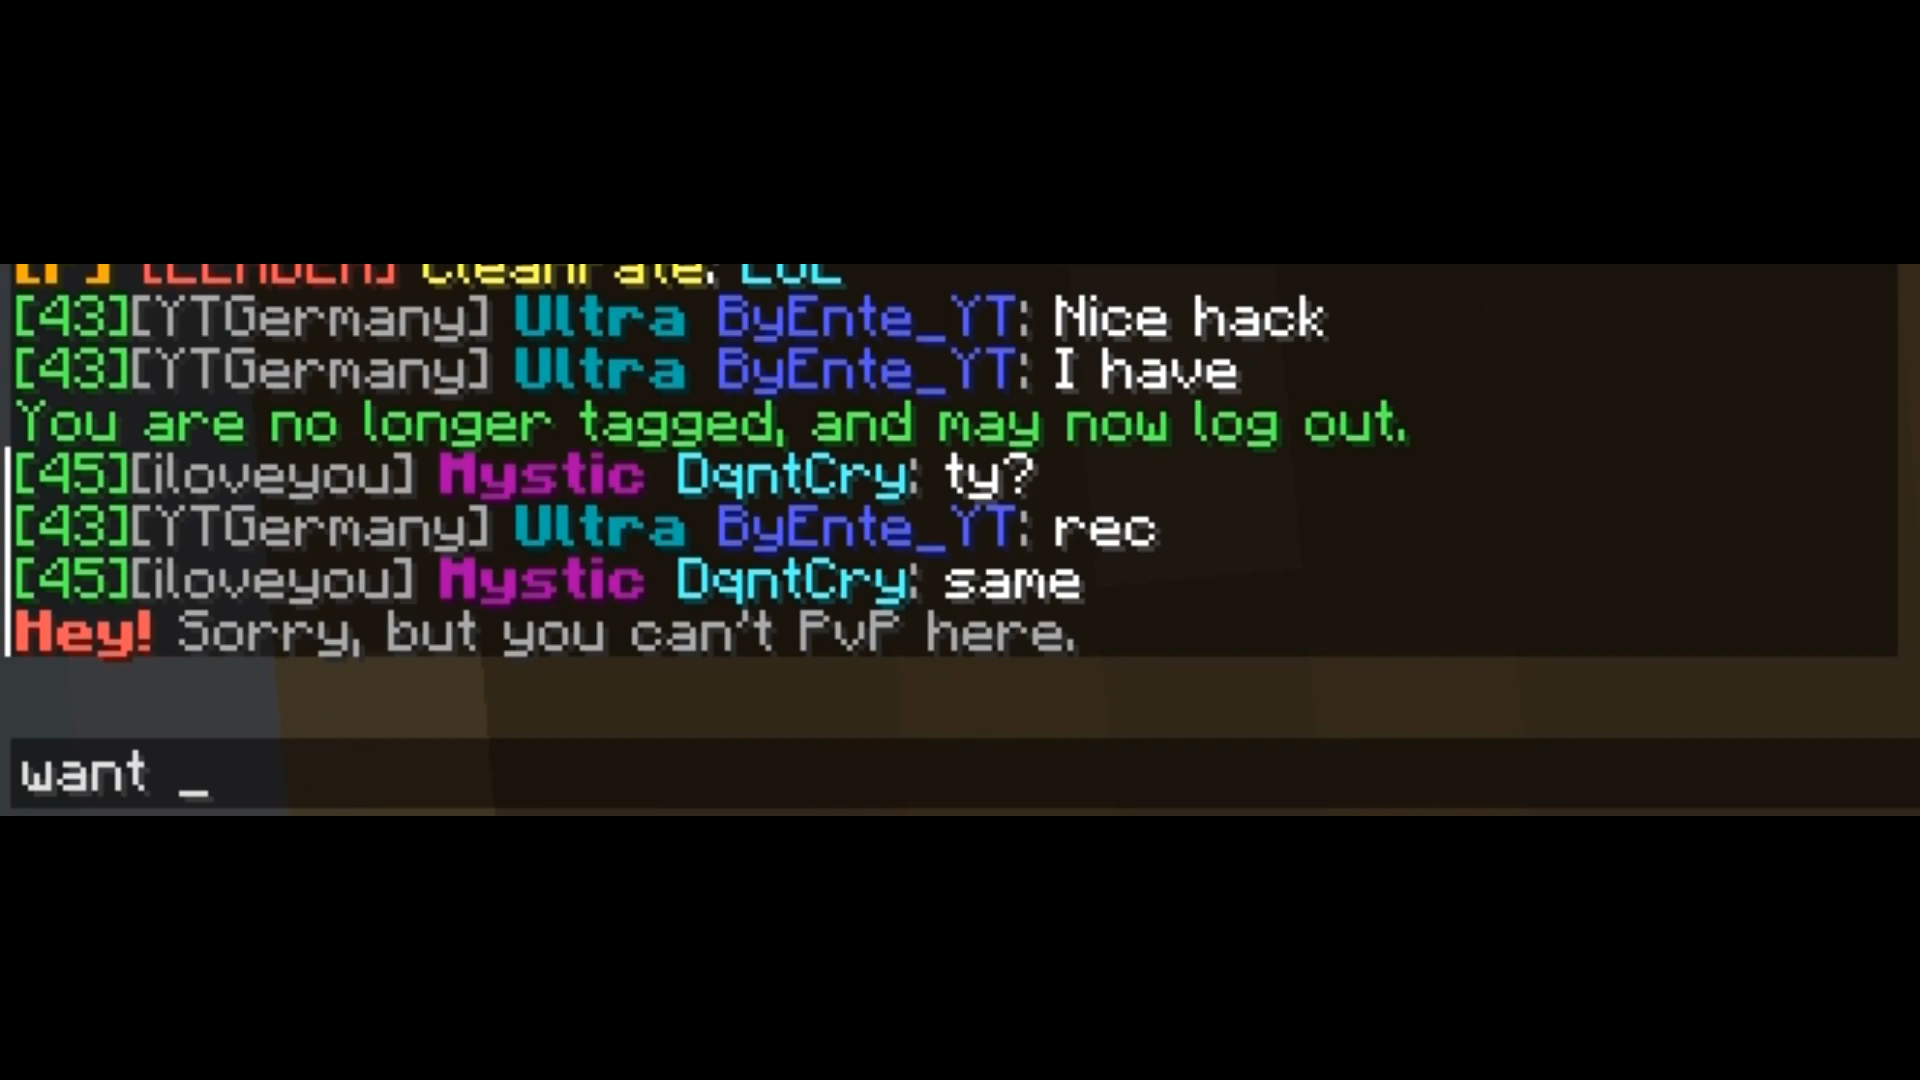 [43][YTGermany] Ultra ByEnte_YT: Nice hack
[43][YTGermany] Ultra ByEnte_YT: I have
You are no longer tagged, and may now log out.
[45][iloveyou] Mystic DqntCry: ty?
[43][YTGermany] Ultra ByEnte_YT: rec
[45][iloveyou] Mystic DqntCry: same
Hey! Sorry, but you can't PvP here.
want _